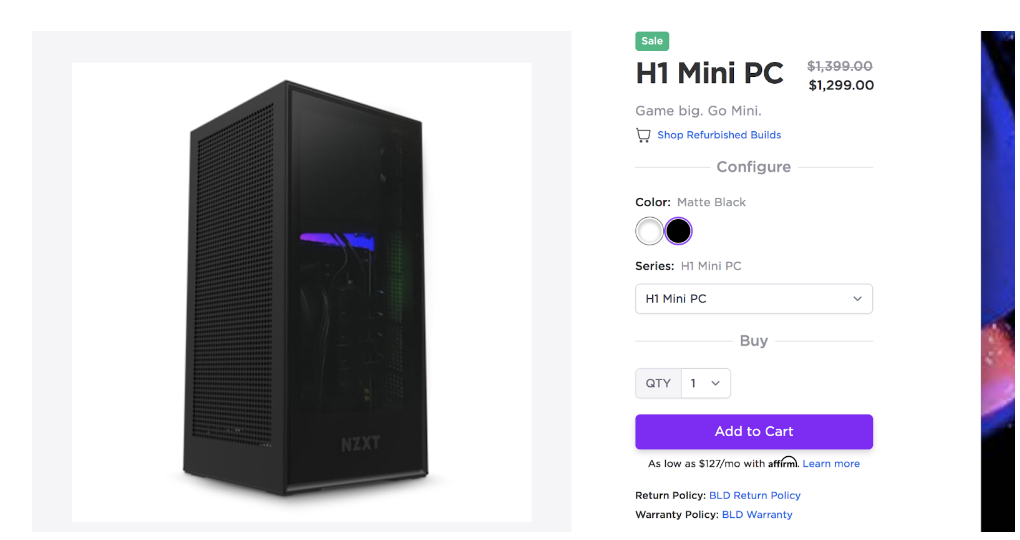 NZXT
Sale
H1 Mini PC
$1,399.00
$1,299.00
Game big. Go Mini.
Shop Refurbished Builds
Configure
Color: Matte Black
Series: H1 Mini PC
H1 Mini PC
Buy
QTY 1
Add to Cart
As low as $127/mo with affirm. Learn more
Return Policy: BLD Return Policy
Warranty Policy: BLD Warranty